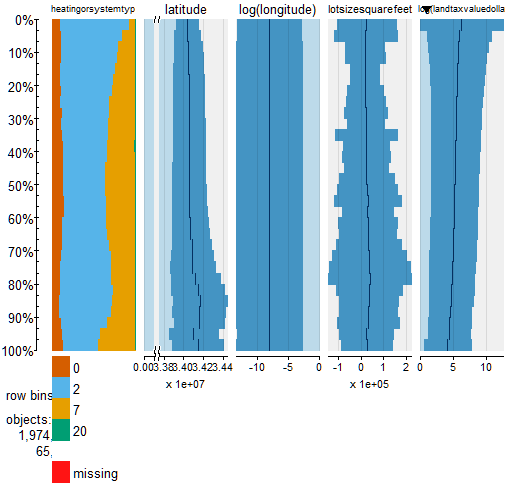 heatingorsystemtyp latitude log(longitude) lotsizesquarefeet (landtaxvaluedolla
0%
10%
20%
30%
40%
50%
60%
70%
80%
90%
100%
0.00 3.38 3.40 3.42 3.44 -10 -5 0 -1 0 1 2 0 5 10
x 1e+07 x 1e+05
0
row bins 2
objects: 7
1,974, 20
65,
missing